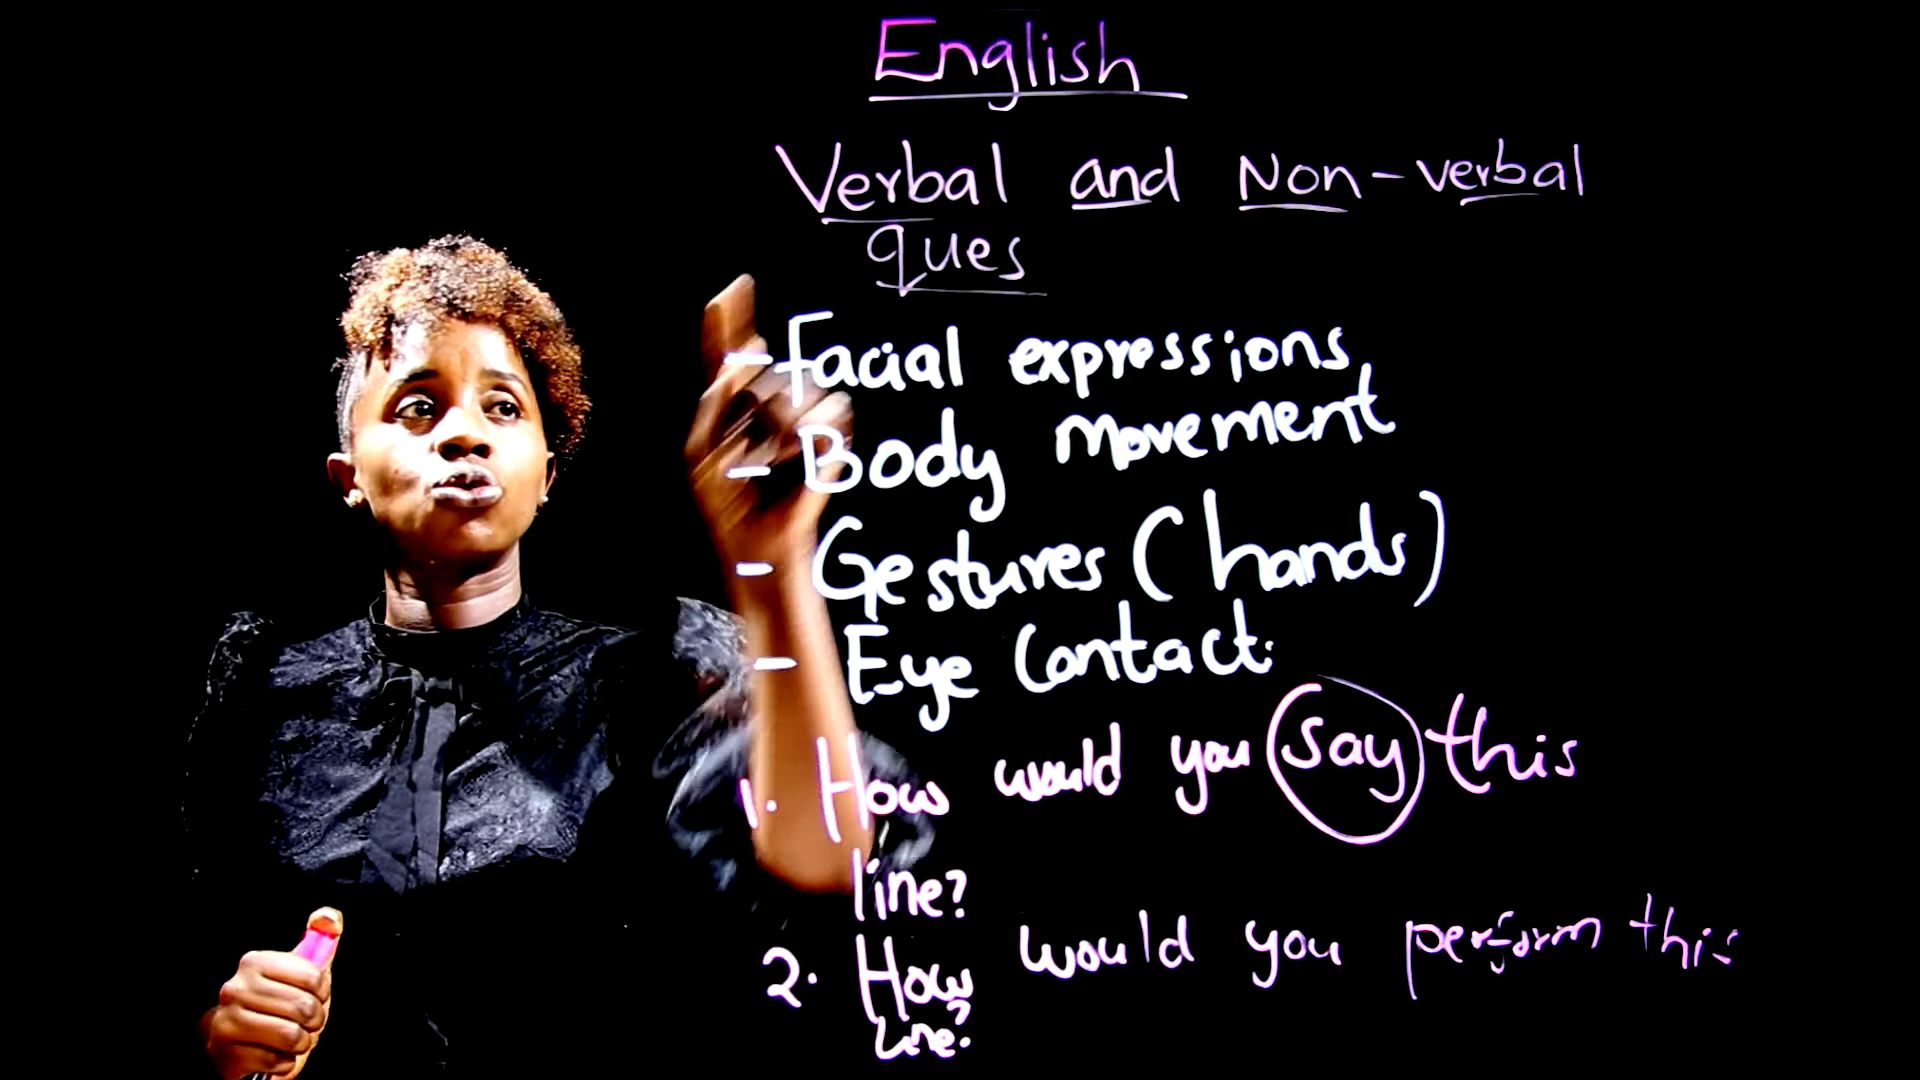 English
Verbal and Non-verbal
ques
- facial expressions
- Body Movement
- Gestures (hands)
- Eye Contact.
1. How would you say this
line?
2. How would you perform this
Line?